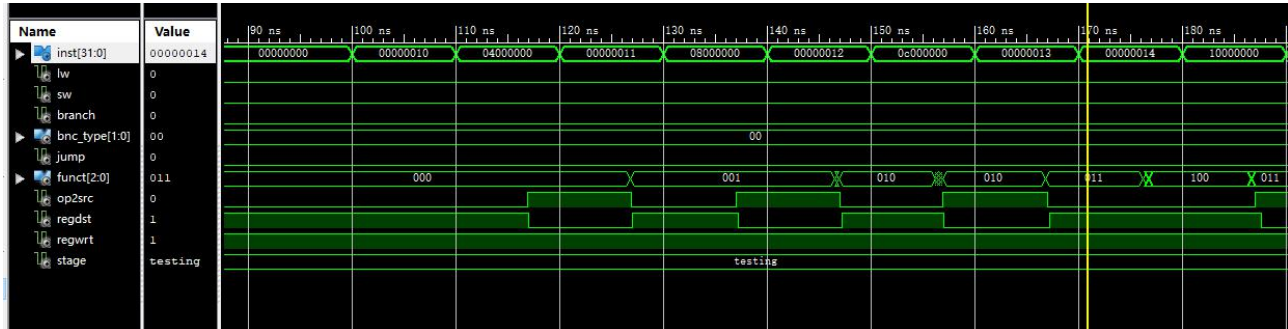 Name Value 90 ns 100 ns 110 ns 120 ns 130 ns 140 ns 150 ns 160 ns 170 ns 180 ns
inst[31:0] 00000014 00000000 00000010 04000000 00000011 08000000 00000012 0c000000 00000013 00000014 10000000
lw 0
sw 0
branch 0
bnc_type[1:0] 00 00
jump 0
funct[2:0] 011 000 001 010 010 011 100 011
op2src 0
regdst 1
regwrt 1
stage testing testing